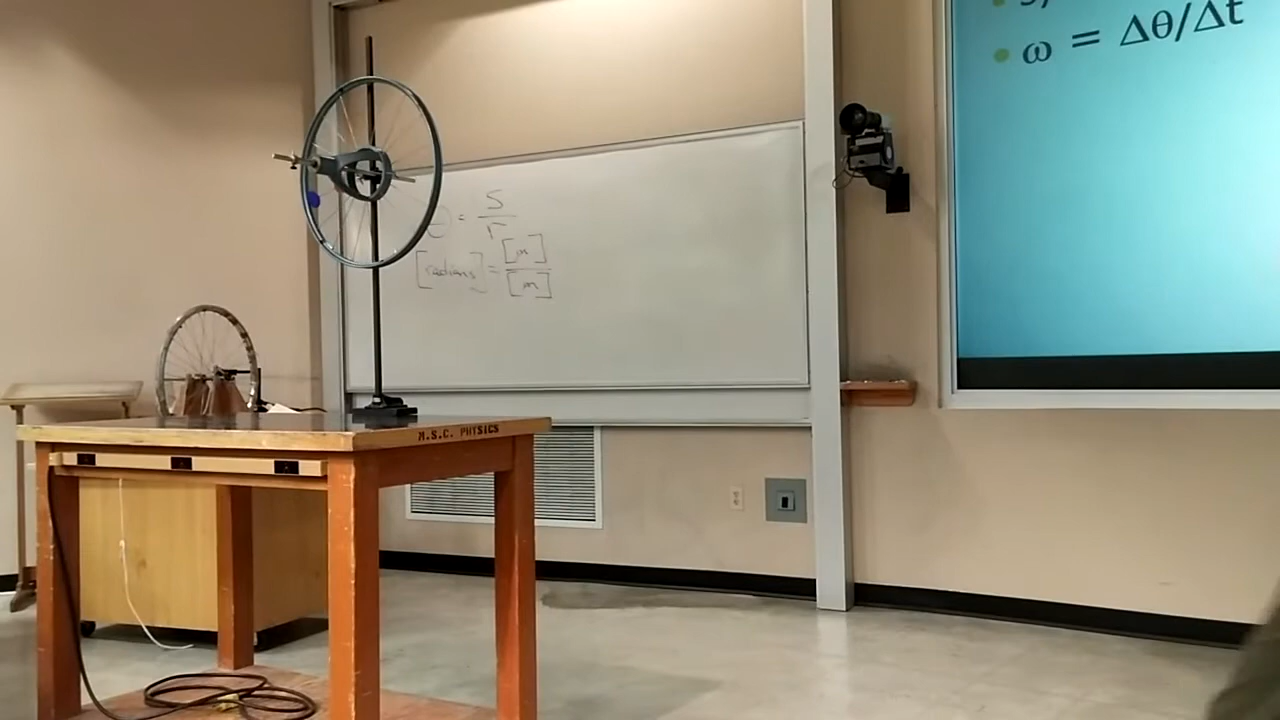 ω = Δθ/Δt
θ = S/r
[radians] = [m]/[m]
M.S.C. PHYSICS